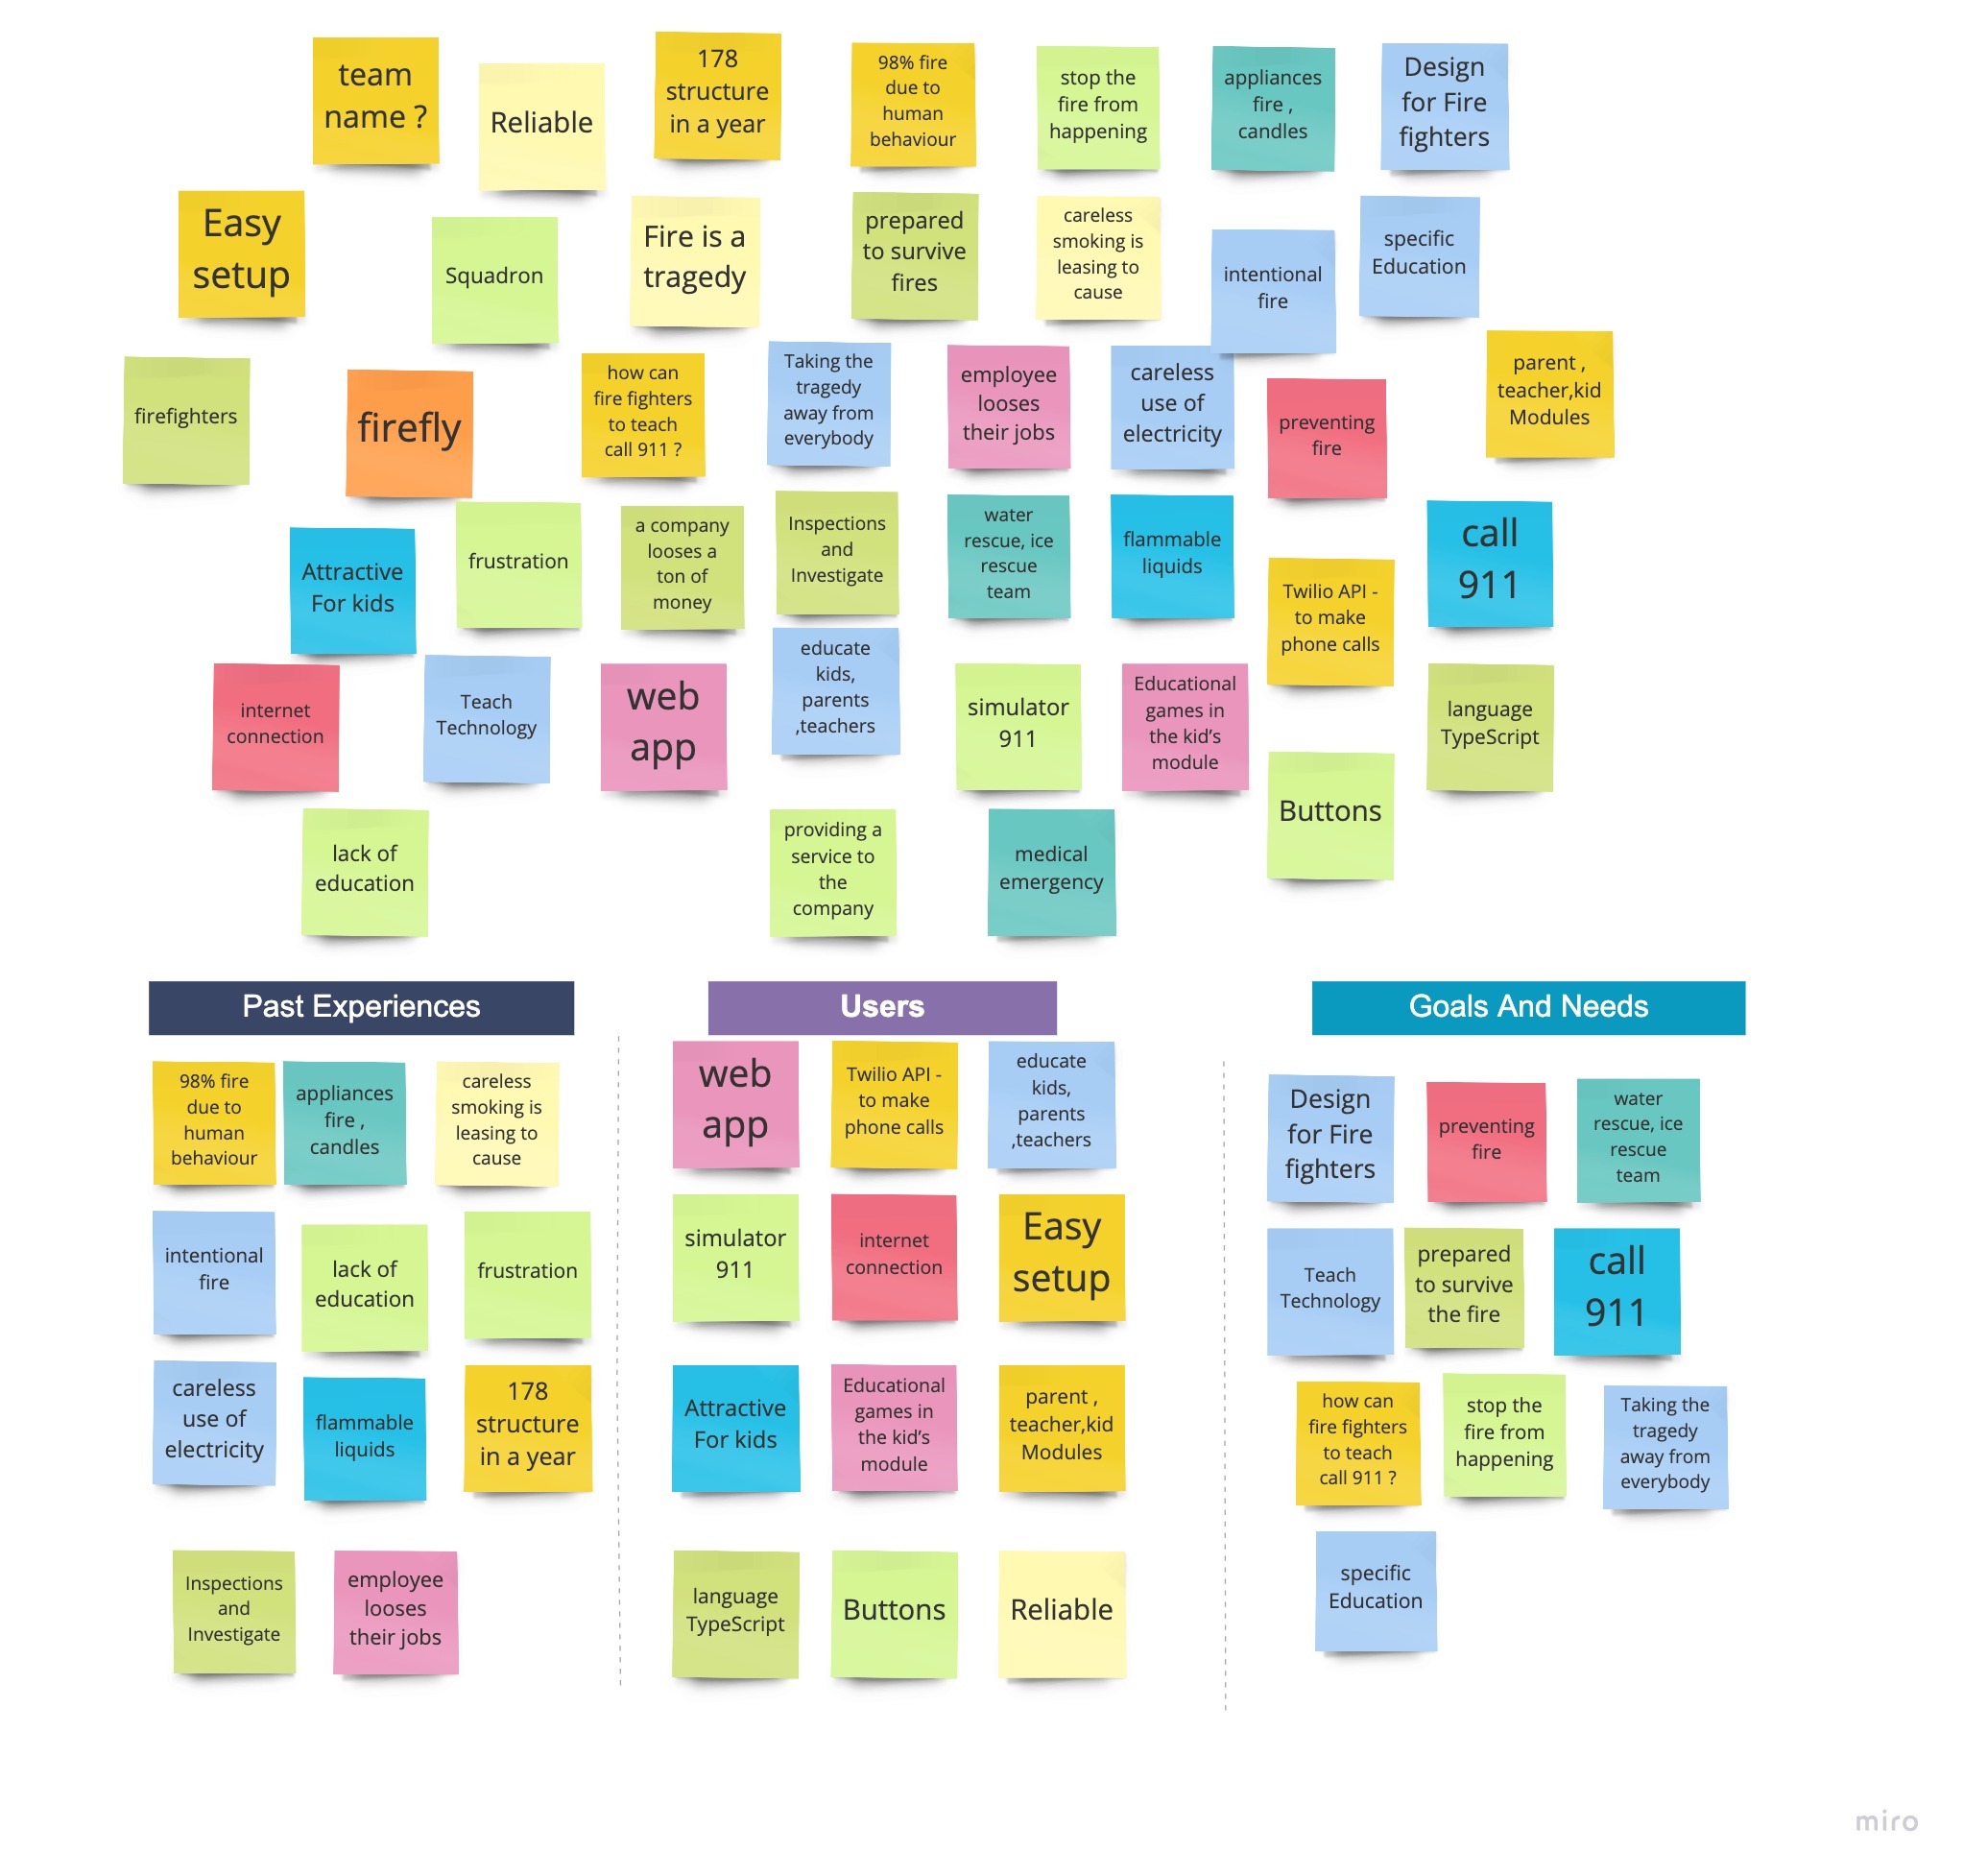 team
name ?
Reliable
178
structure
in a year
98% fire
due to
human
behaviour
stop the
fire from
happening
appliances
fire ,
candles
Design
for Fire
fighters
Easy
setup
Squadron
Fire is a
tragedy
prepared
to survive
fires
careless
smoking is
leasing to
cause
intentional
fire
specific
Education
firefighters
firefly
how can
fire fighters
to teach
call 911 ?
Taking the
tragedy
away from
everybody
employee
looses
their jobs
careless
use of
electricity
preventing
fire
parent ,
teacher,kid
Modules
Attractive
For kids
frustration
a company
looses a
ton of
money
Inspections
and
Investigate
water
rescue, ice
rescue
team
flammable
liquids
Twilio API -
to make
phone calls
call
911
internet
connection
Teach
Technology
web
app
educate
kids,
parents
,teachers
simulator
911
Educational
games in
the kid's
module
Buttons
language
TypeScript
lack of
education
providing a
service to
the
company
medical
emergency
Past Experiences
98% fire
due to
human
behaviour
appliances
fire ,
candles
careless
smoking is
leasing to
cause
intentional
fire
lack of
education
frustration
careless
use of
electricity
flammable
liquids
178
structure
in a year
Inspections
and
Investigate
employee
looses
their jobs
Users
web
app
Twilio API -
to make
phone calls
educate
kids,
parents
,teachers
simulator
911
internet
connection
Easy
setup
Attractive
For kids
Educational
games in
the kid's
module
parent ,
teacher,kid
Modules
language
TypeScript
Buttons
Reliable
Goals And Needs
Design
for Fire
fighters
preventing
fire
water
rescue, ice
rescue
team
Teach
Technology
prepared
to survive
the fire
call
911
how can
fire fighters
to teach
call 911 ?
stop the
fire from
happening
Taking the
tragedy
away from
everybody
specific
Education
miro